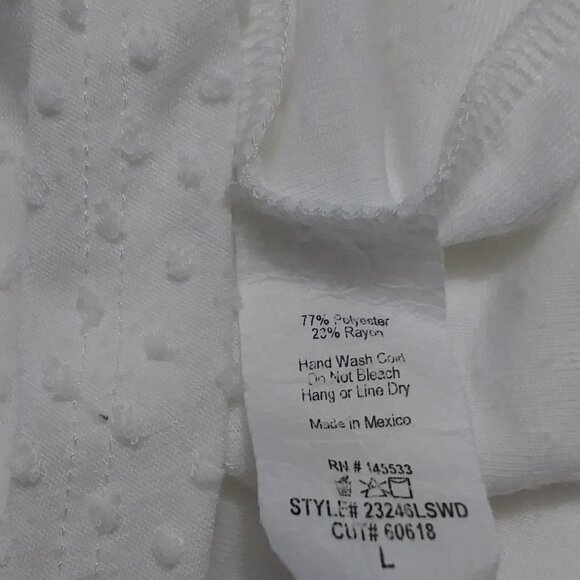 77% Polyester
23% Rayon
Hand Wash Cold
Do Not Bleach
Hang or Line Dry
Made in Mexico
RN # 145533
STYLE# 23246LSWD
CUT# 60618
L